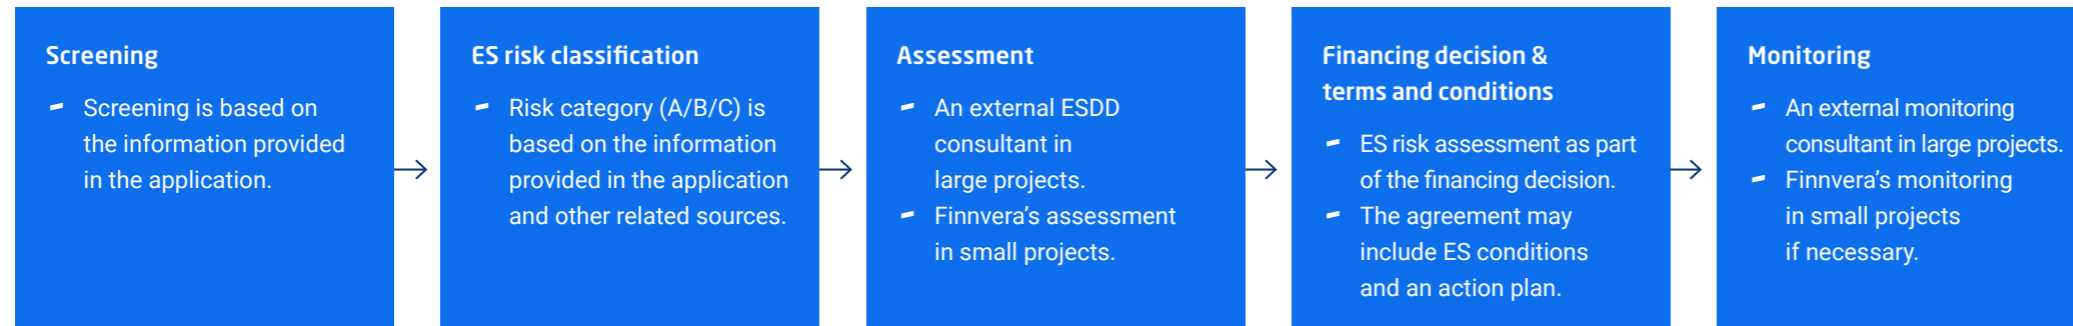 Screening
- Screening is based on
the information provided
in the application.
ES risk classification
- Risk category (A/B/C) is
based on the information
provided in the application
and other related sources.
Assessment
- An external ESDD
consultant in
large projects.
- Finnvera’s assessment
in small projects.
Financing decision &
terms and conditions
- ES risk assessment as part
of the financing decision.
- The agreement may
include ES conditions
and an action plan.
Monitoring
- An external monitoring
consultant in large projects.
- Finnvera’s monitoring
in small projects
if necessary.